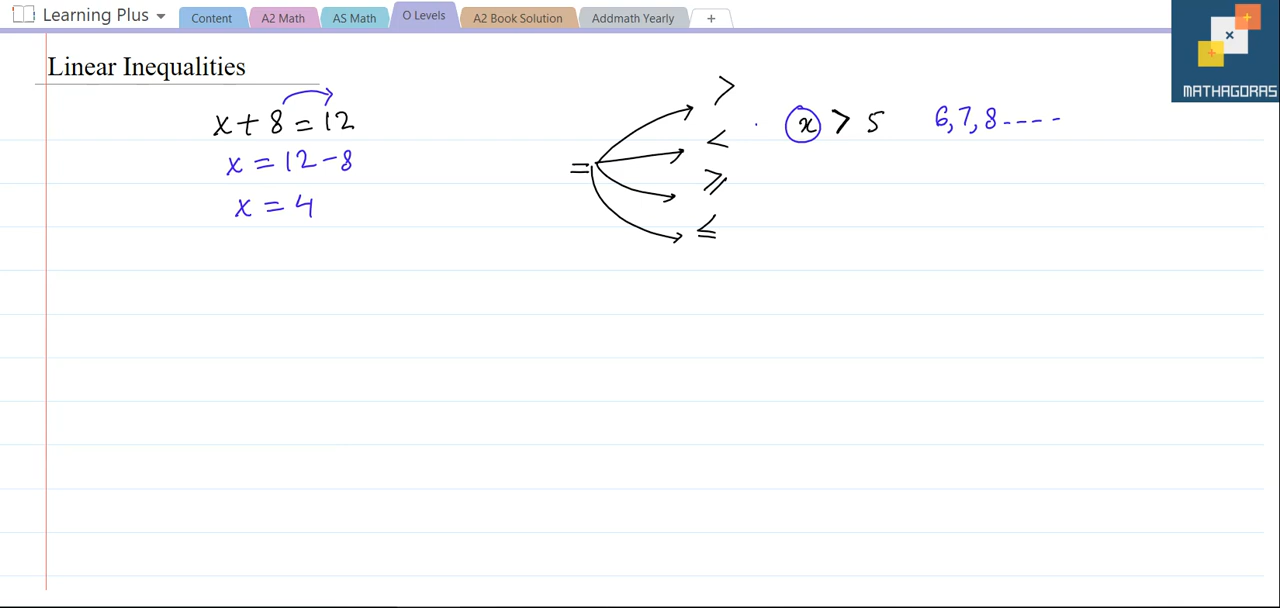 Learning Plus Content A2 Math AS Math O Levels A2 Book Solution Addmath Yearly +
MATHAGORAS
Linear Inequalities
x + 8 = 12
x = 12 - 8
x = 4
=
>
<
⩾
≤
x > 5 6, 7, 8 ----